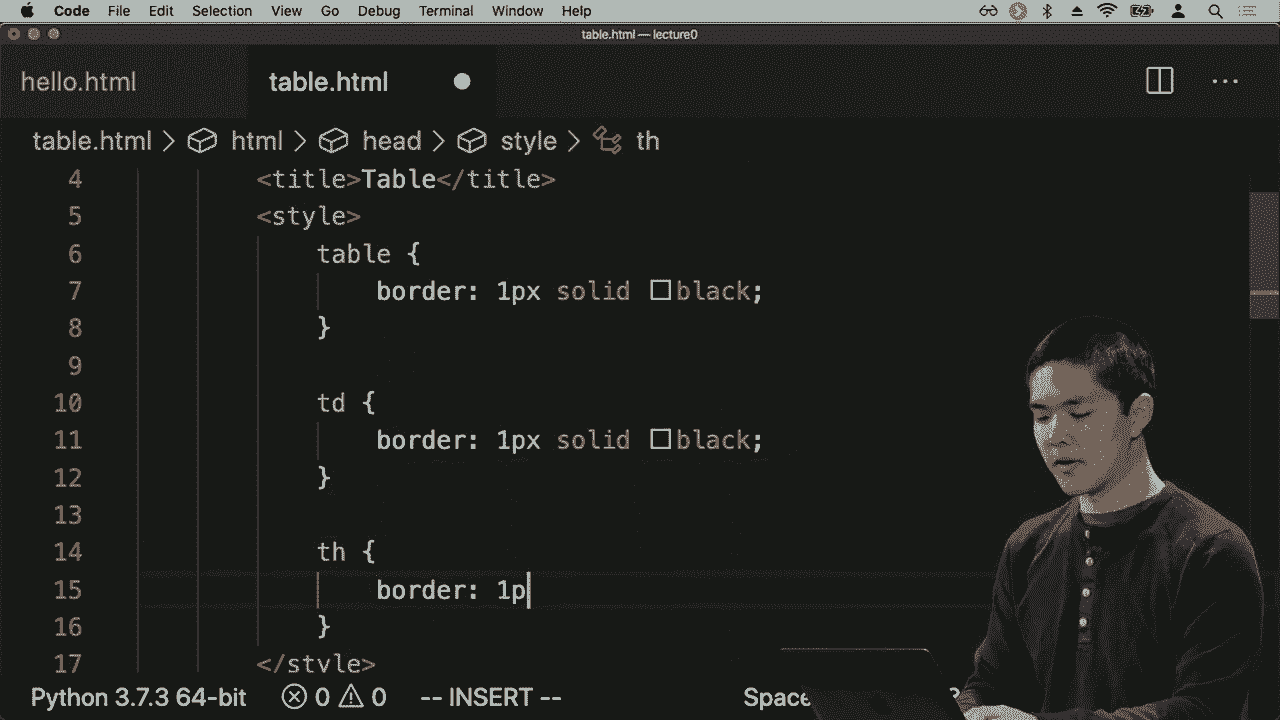 Code File Edit Selection View Go Debug Terminal Window Help
table.html — lecture0
hello.html table.html
table.html > html > head > style > th
4 <title>Table</title>
5 <style>
6 table {
7 border: 1px solid black;
8 }
9
10 td {
11 border: 1px solid black;
12 }
13
14 th {
15 border: 1p
16 }
17 </style>
Python 3.7.3 64-bit 0 0 -- INSERT --